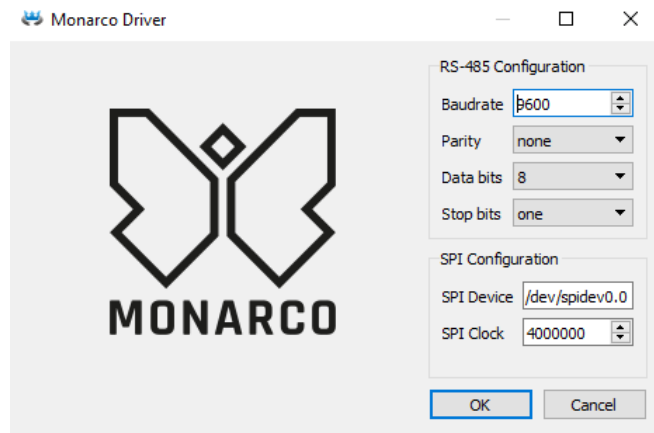 Monarco Driver
RS-485 Configuration
Baudrate 9600
Parity none
Data bits 8
Stop bits one
SPI Configuration
SPI Device /dev/spidev0.0
SPI Clock 4000000
OK Cancel
MONARCO